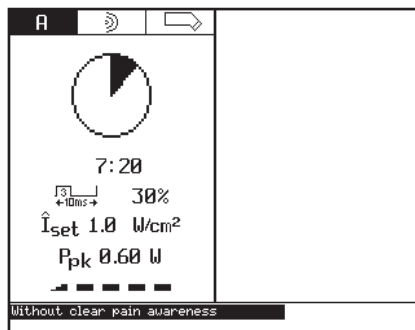 A
7:20
3
←10ms→ 30%
Îset 1.0 W/cm²
Ppk 0.60 W
Without clear pain awareness